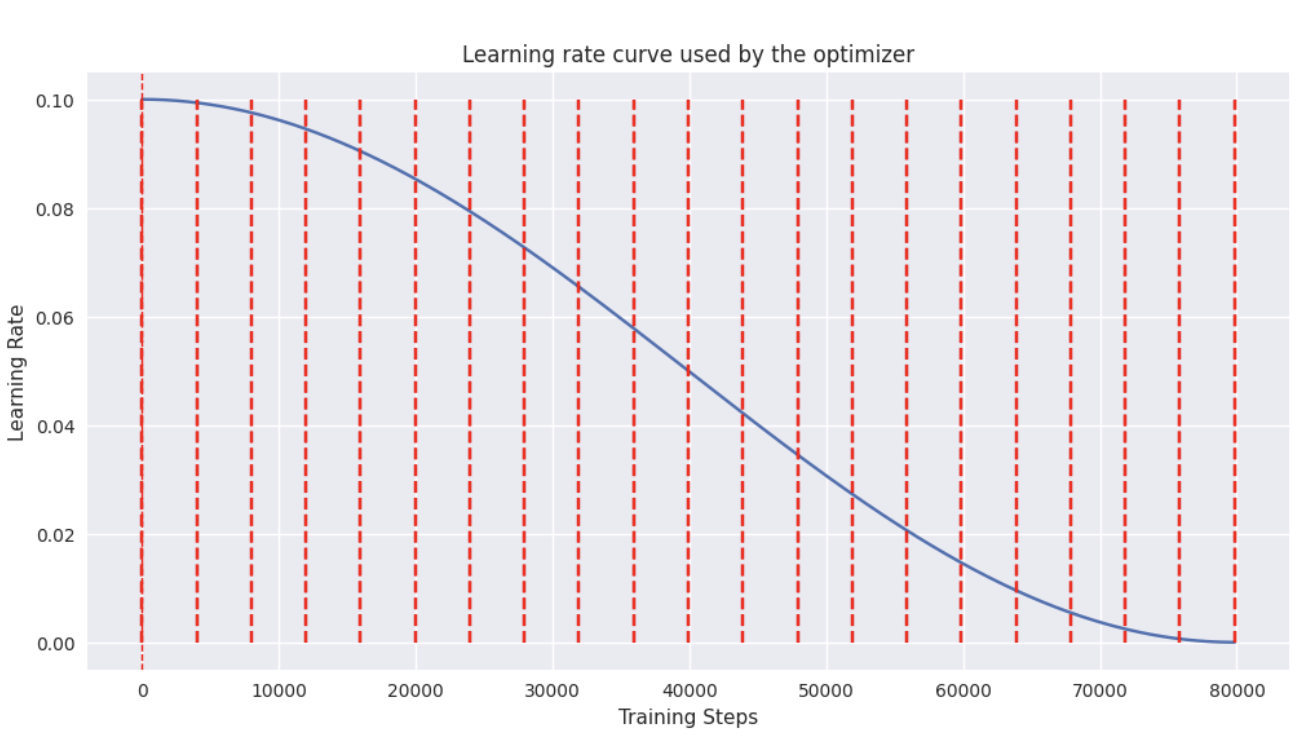 Learning rate curve used by the optimizer
Learning Rate
0.10
0.08
0.06
0.04
0.02
0.00
0 10000 20000 30000 40000 50000 60000 70000 80000
Training Steps